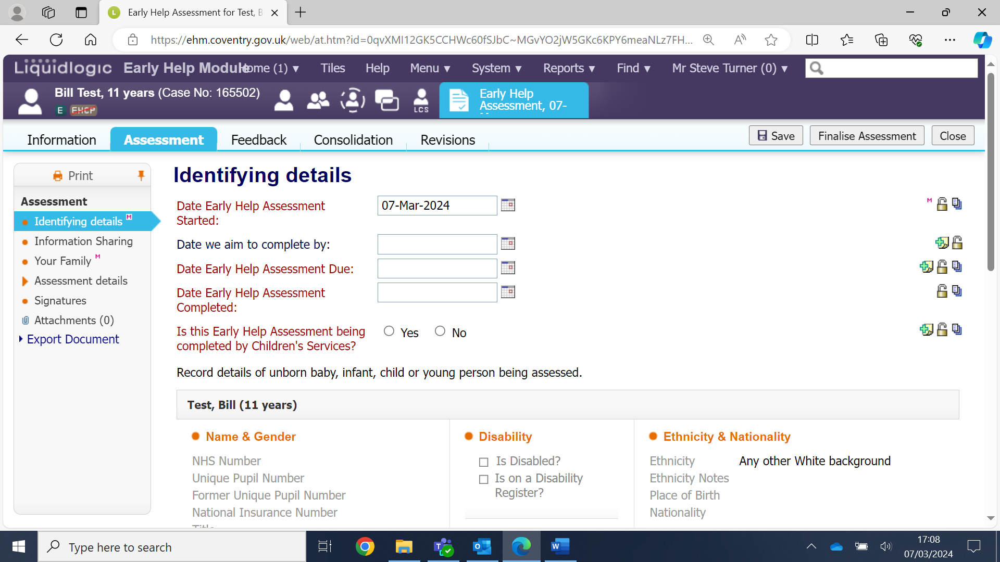 Early Help Assessment for Test, B
https://ehm.coventry.gov.uk/web/at.htm?id=0qvXMI12GK5CCHWc60fSJbC~MGvYO2jW5GKc6KPY6meaNLz7FH...
Liquidlogic Early Help Module ome (1) Tiles Help Menu System Reports Find Mr Steve Turner (0)
Bill Test, 11 years (Case No: 165502)
E EHCP
LCS
Early Help
Assessment, 07-
Information Assessment Feedback Consolidation Revisions Save Finalise Assessment Close
Print
Assessment
Identifying details M
Information Sharing
Your Family M
Assessment details
Signatures
Attachments (0)
Export Document
Identifying details
Date Early Help Assessment
Started:
07-Mar-2024
M
Date we aim to complete by:
Date Early Help Assessment Due:
Date Early Help Assessment
Completed:
Is this Early Help Assessment being
completed by Children's Services?
Yes No
Record details of unborn baby, infant, child or young person being assessed.
Test, Bill (11 years)
Name & Gender
NHS Number
Unique Pupil Number
Former Unique Pupil Number
National Insurance Number
Disability
Is Disabled?
Is on a Disability
Register?
Ethnicity & Nationality
Ethnicity Any other White background
Ethnicity Notes
Place of Birth
Nationality
Type here to search
17:08
07/03/2024